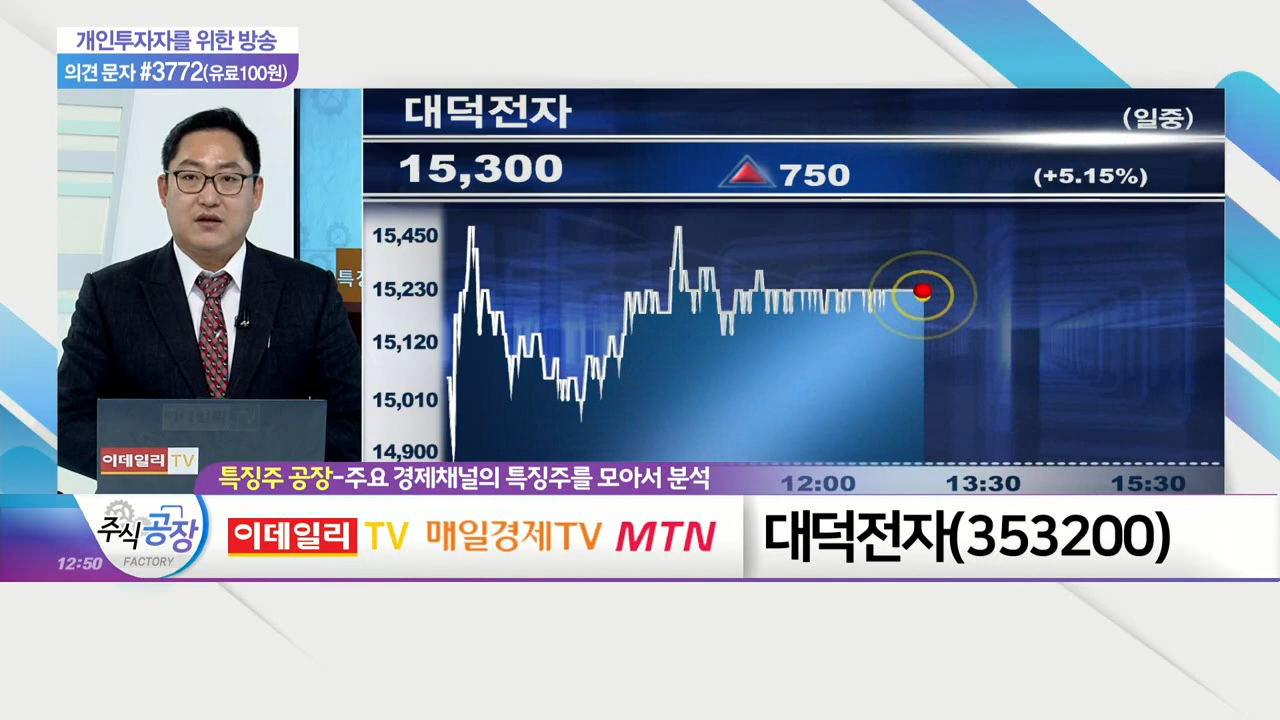 개인투자자를 위한 방송
의견 문자 #3772(유료100원)
대덕전자
(일중)
15,300
750
(+5.15%)
15,450
15,230
15,120
15,010
14,900
특징
이데일리 TV
특징주 공장-주요 경제채널의 특징주를 모아서 분석
12:00 13:30 15:30
주식공장
FACTORY
12:50
이데일리 TV 매일경제TV MTN
대덕전자(353200)